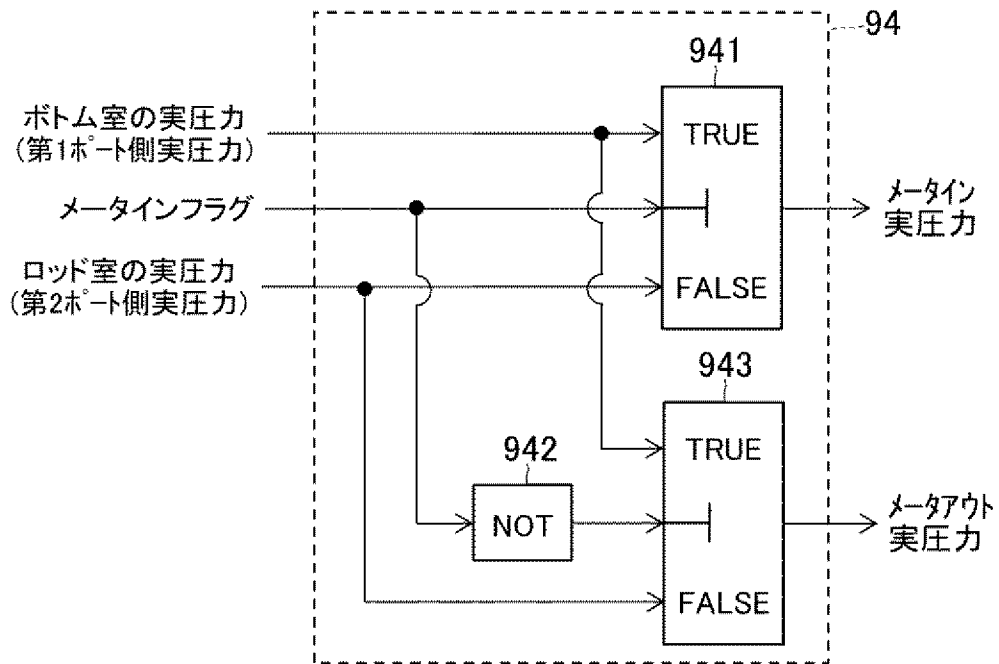 94
941
ボトム室の実圧力
(第1ポート側実圧力)
TRUE
メータインフラグ
メータイン
実圧力
ロッド室の実圧力
(第2ポート側実圧力)
FALSE
943
TRUE
942
NOT
メータアウト
実圧力
FALSE